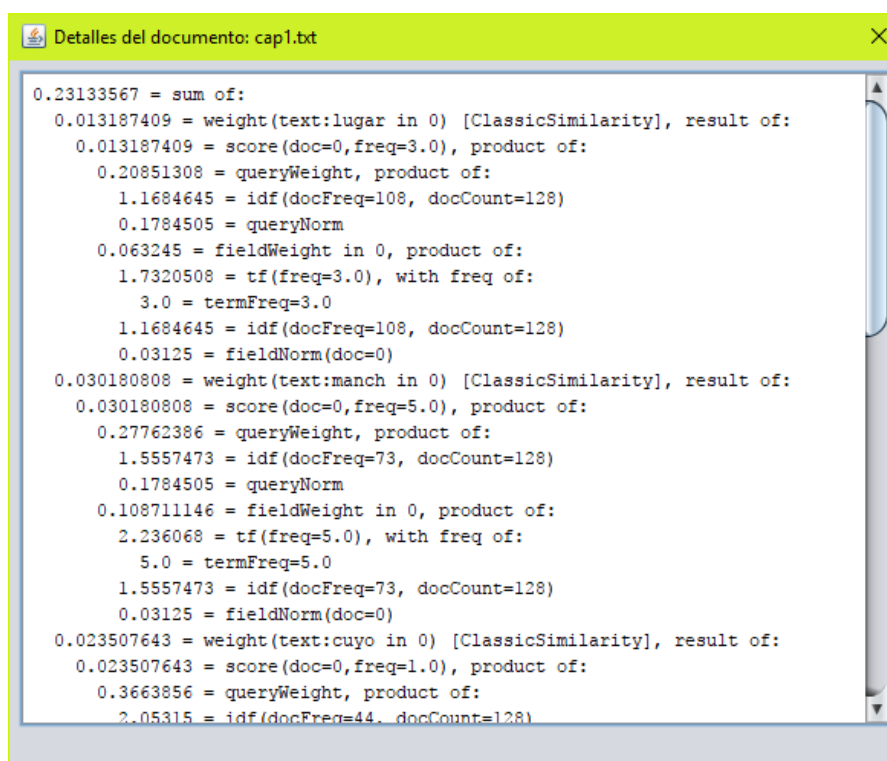 Detalles del documento: cap1.txt
0.23133567 = sum of:
0.013187409 = weight(text:lugar in 0) [ClassicSimilarity], result of:
0.013187409 = score(doc=0,freq=3.0), product of:
0.20851308 = queryWeight, product of:
1.1684645 = idf(docFreq=108, docCount=128)
0.1784505 = queryNorm
0.063245 = fieldWeight in 0, product of:
1.7320508 = tf(freq=3.0), with freq of:
3.0 = termFreq=3.0
1.1684645 = idf(docFreq=108, docCount=128)
0.03125 = fieldNorm(doc=0)
0.030180808 = weight(text:manch in 0) [ClassicSimilarity], result of:
0.030180808 = score(doc=0,freq=5.0), product of:
0.27762386 = queryWeight, product of:
1.5557473 = idf(docFreq=73, docCount=128)
0.1784505 = queryNorm
0.108711146 = fieldWeight in 0, product of:
2.236068 = tf(freq=5.0), with freq of:
5.0 = termFreq=5.0
1.5557473 = idf(docFreq=73, docCount=128)
0.03125 = fieldNorm(doc=0)
0.023507643 = weight(text:cuyo in 0) [ClassicSimilarity], result of:
0.023507643 = score(doc=0,freq=1.0), product of:
0.3663856 = queryWeight, product of:
2.05315 = idf(docFreq=44, docCount=128)